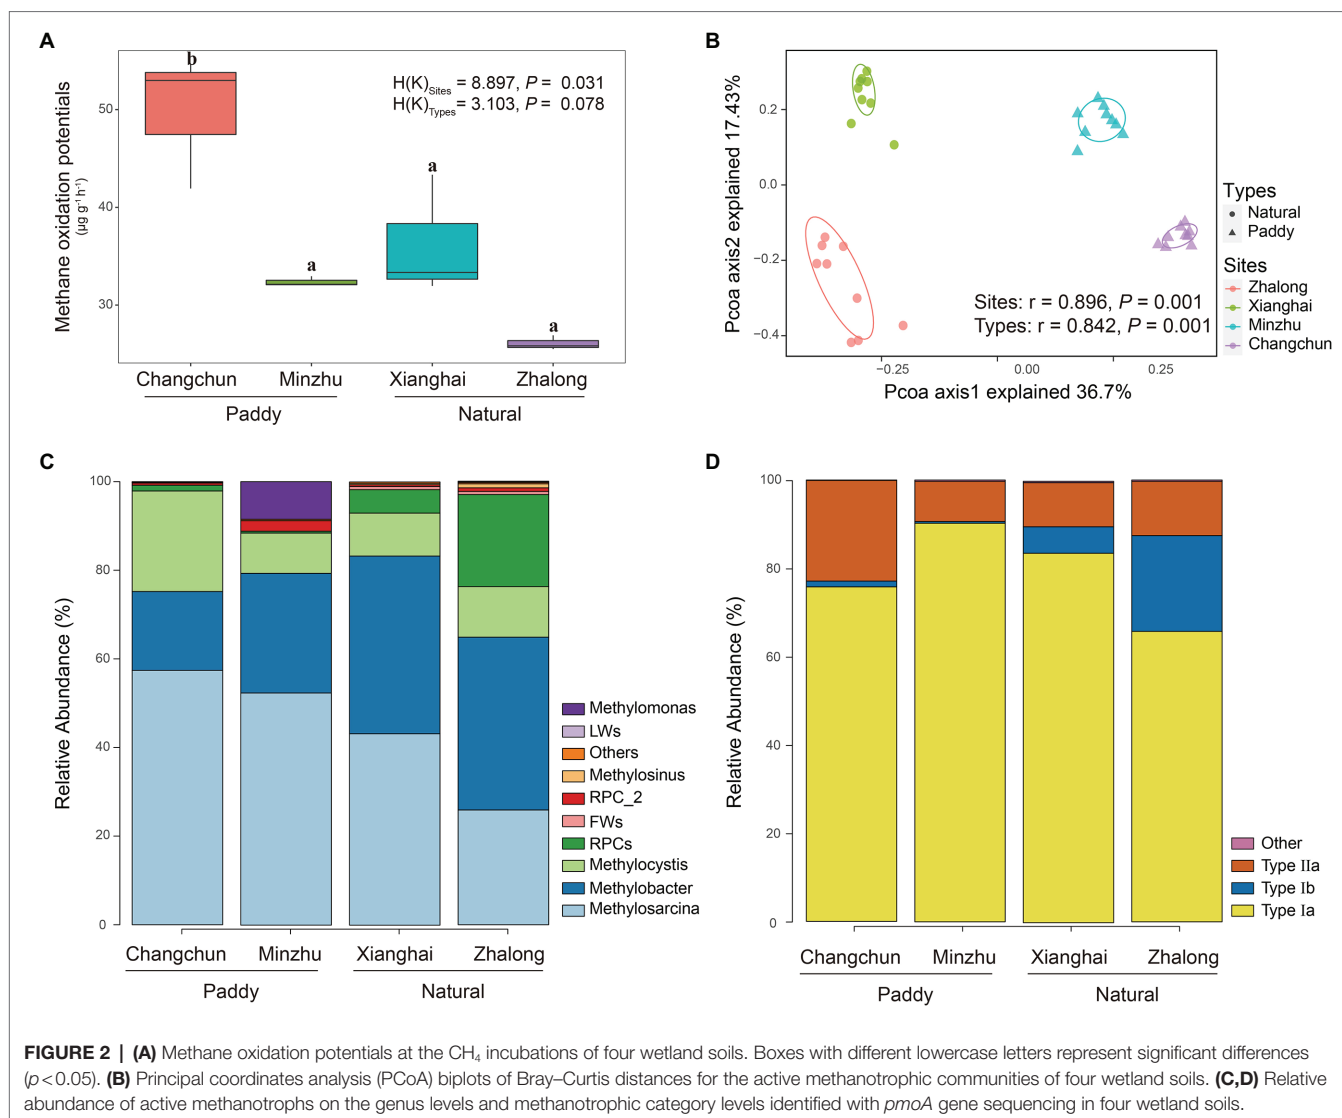 A
b
H(K)Sites = 8.897, P = 0.031
H(K)Types = 3.103, P = 0.078
Methane oxidation potentials
(µg g⁻¹ h⁻¹)
50
40
30
a
a
a
Changchun
Minzhu
Xianghai
Zhalong
Paddy
Natural
B
Pcoa axis2 explained 17.43%
0.2
0.0
−0.2
−0.4
Sites: r = 0.896, P = 0.001
Types: r = 0.842, P = 0.001
−0.25
0.00
0.25
Pcoa axis1 explained 36.7%
Types
Natural
Paddy
Sites
Zhalong
Xianghai
Minzhu
Changchun
C
Relative Abundance (%)
100
80
60
40
20
0
Methylomonas
LWs
Others
Methylosinus
RPC_2
FWs
RPCs
Methylocystis
Methylobacter
Methylosarcina
Changchun
Minzhu
Xianghai
Zhalong
Paddy
Natural
D
Relative Abundance (%)
100
80
60
40
20
0
Other
Type IIa
Type Ib
Type Ia
Changchun
Minzhu
Xianghai
Zhalong
Paddy
Natural
FIGURE 2 | (A) Methane oxidation potentials at the CH₄ incubations of four wetland soils. Boxes with different lowercase letters represent significant differences
(p < 0.05). (B) Principal coordinates analysis (PCoA) biplots of Bray–Curtis distances for the active methanotrophic communities of four wetland soils. (C,D) Relative
abundance of active methanotrophs on the genus levels and methanotrophic category levels identified with pmoA gene sequencing in four wetland soils.